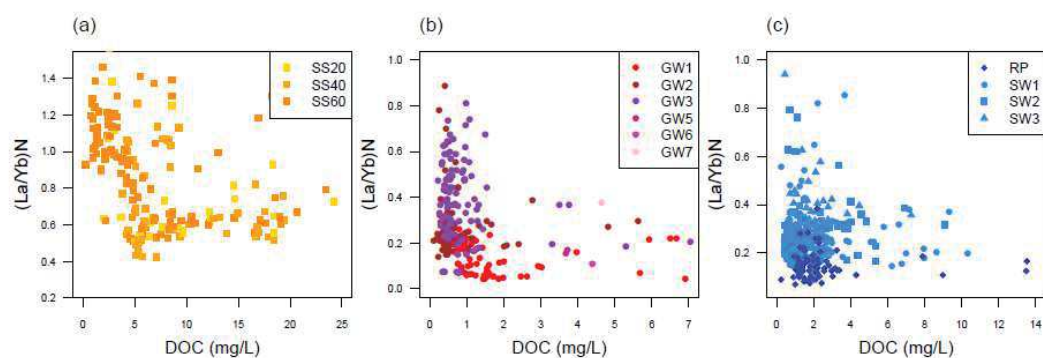 (a)
(La/Yb)N
1.4
1.2
1.0
0.8
0.6
0.4
0.2
0 5 10 15 20 25
DOC (mg/L)
SS20
SS40
SS60
(b)
(La/Yb)N
1.0
0.8
0.6
0.4
0.2
0.0
0 1 2 3 4 5 6 7
DOC (mg/L)
GW1
GW2
GW3
GW5
GW6
GW7
(c)
(La/Yb)N
1.0
0.8
0.6
0.4
0.2
0.0
0 2 4 6 8 10 12 14
DOC (mg/L)
RP
SW1
SW2
SW3